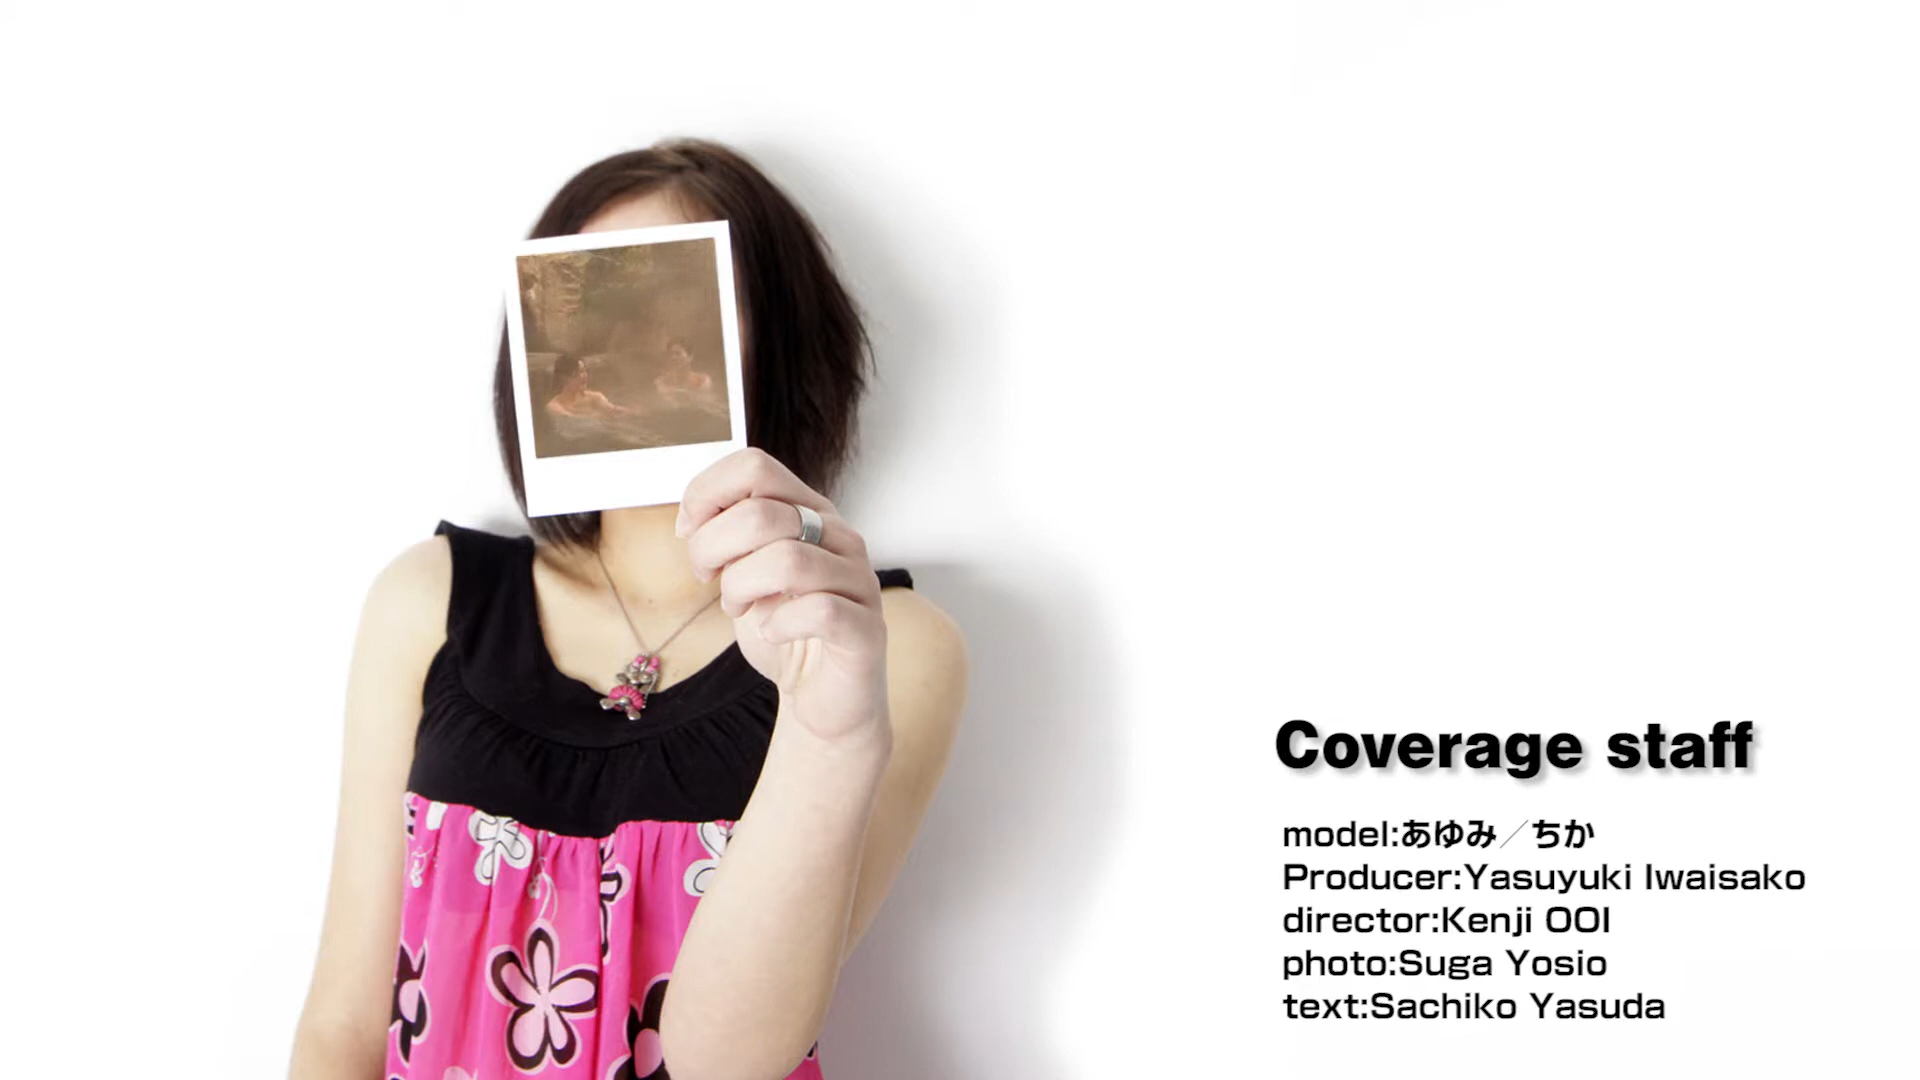 Coverage staff
model:あゆみ／ちか
Producer:Yasuyuki Iwaisako
director:Kenji OOI
photo:Suga Yosio
text:Sachiko Yasuda